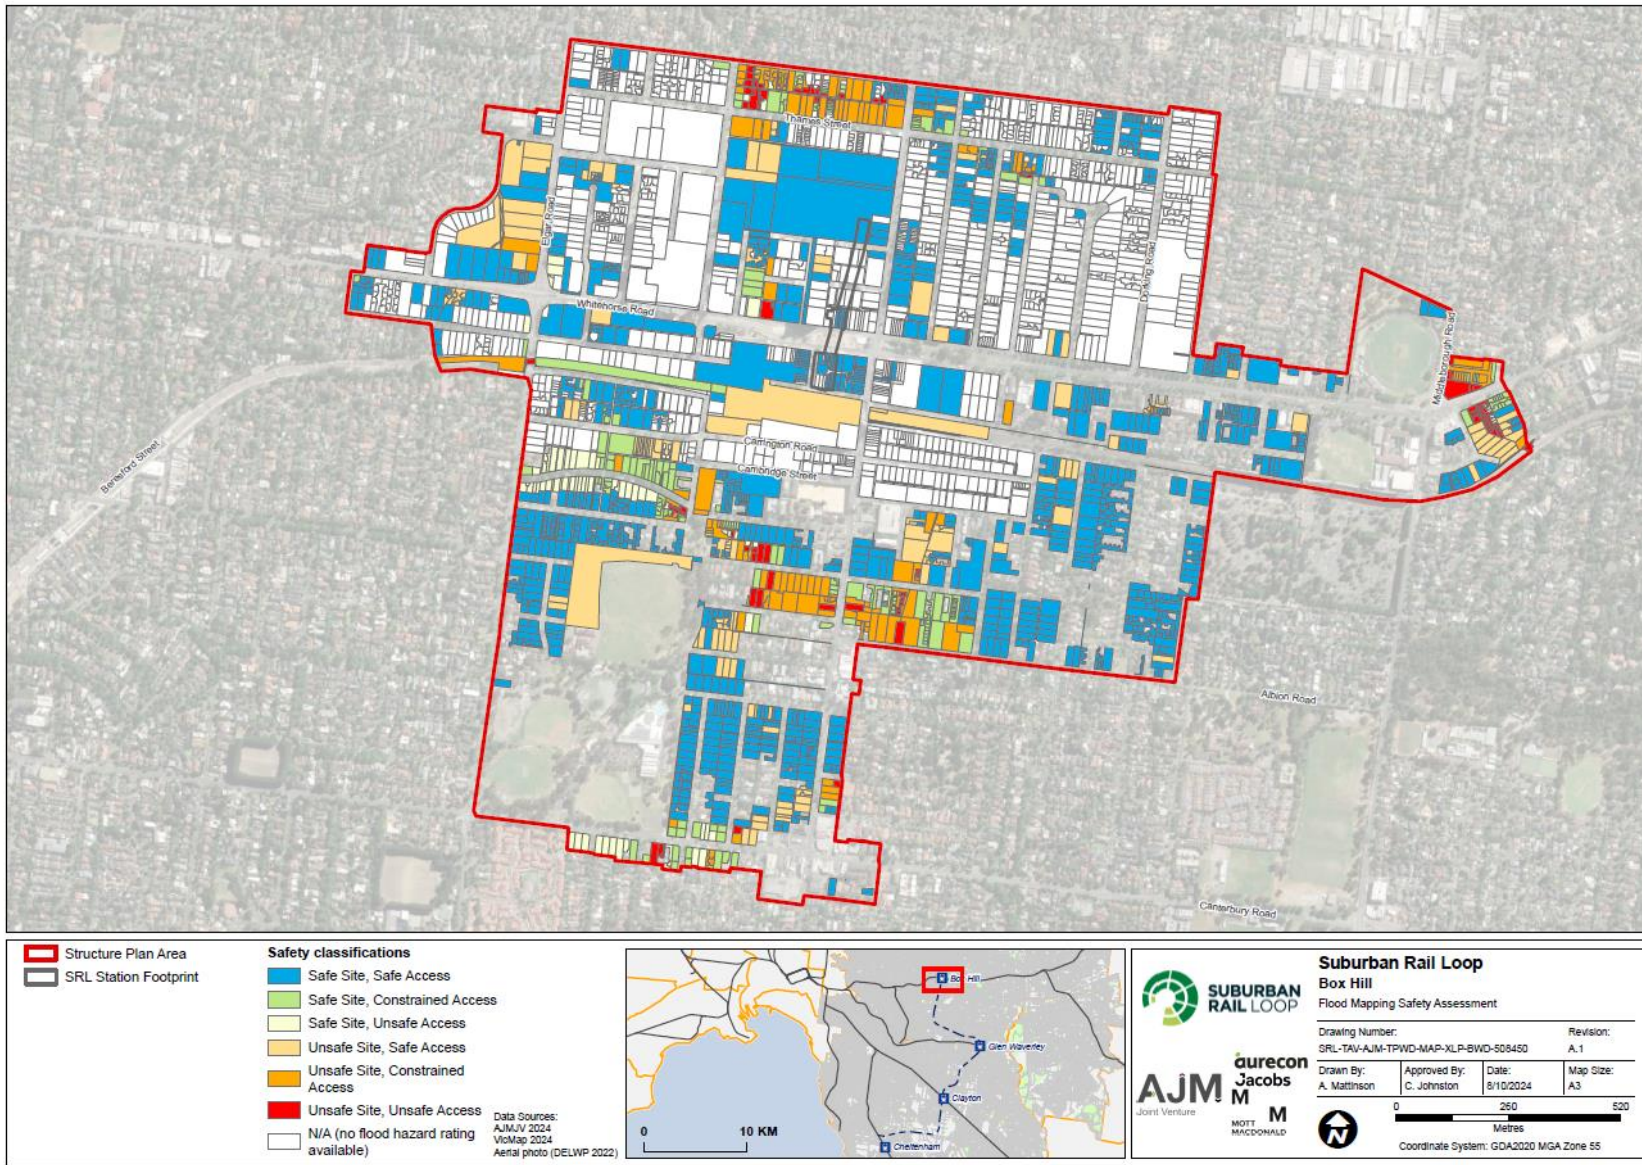 Thames Street
Elgar Road
Dorking Road
Whitehorse Road
Middleborough Road
Carrington Road
Cambridge Street
Beresford Street
Albion Road
Canterbury Road
Structure Plan Area
SRL Station Footprint
Safety classifications
Safe Site, Safe Access
Safe Site, Constrained Access
Safe Site, Unsafe Access
Unsafe Site, Safe Access
Unsafe Site, Constrained
Access
Unsafe Site, Unsafe Access
N/A (no flood hazard rating
available)
Data Sources:
AJMJV 2024
VicMap 2024
Aerial photo (DELWP 2022)
Box Hill
Glen Waverley
Clayton
Cheltenham
0 10 KM
SUBURBAN
RAIL LOOP
AJM
Joint Venture
aurecon
Jacobs
M
M
MOTT
MACDONALD
Suburban Rail Loop
Box Hill
Flood Mapping Safety Assessment
Drawing Number:
SRL-TAV-AJM-TPWD-MAP-XLP-BWD-508450
Revision:
A.1
Drawn By:
A. Mattinson
Approved By:
C. Johnston
Date:
8/10/2024
Map Size:
A3
N
0 260 520
Metres
Coordinate System: GDA2020 MGA Zone 55